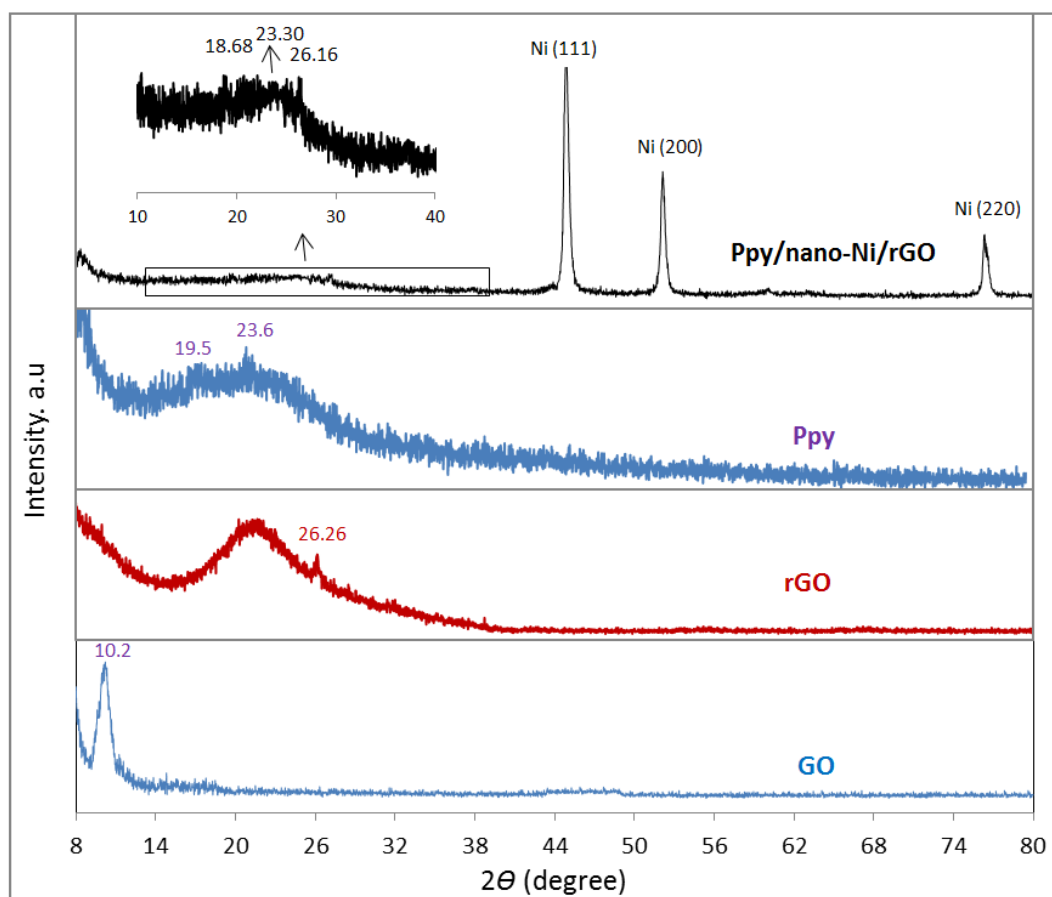 23.30
18.68
26.16
Ni (111)
Ni (200)
Ni (220)
10 20 30 40
Ppy/nano-Ni/rGO
23.6
19.5
Ppy
26.26
rGO
10.2
GO
Intensity. a.u
8 14 20 26 32 38 44 50 56 62 68 74 80
2Θ (degree)